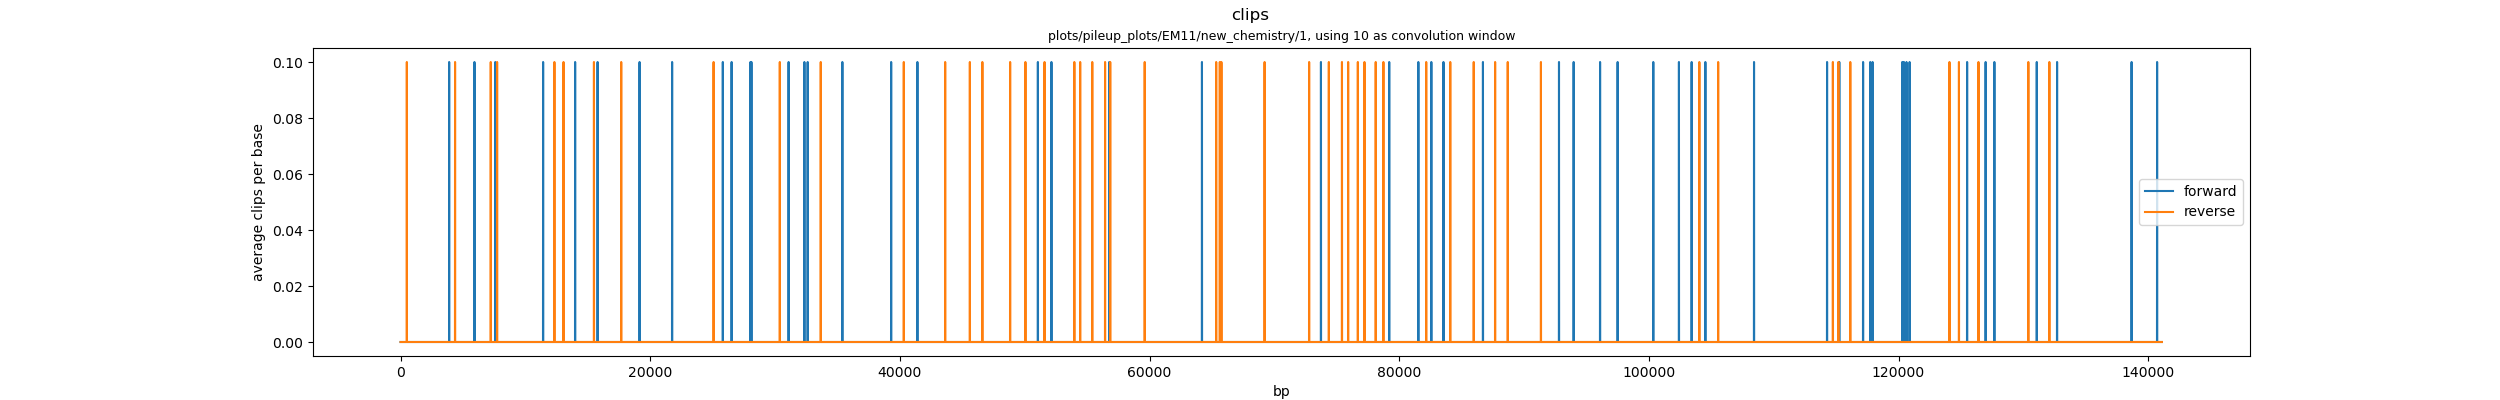 clips
plots/pileup_plots/EM11/new_chemistry/1, using 10 as convolution window
average clips per base
0.10
0.08
0.06
0.04
0.02
0.00
forward
reverse
0 20000 40000 60000 80000 100000 120000 140000
bp